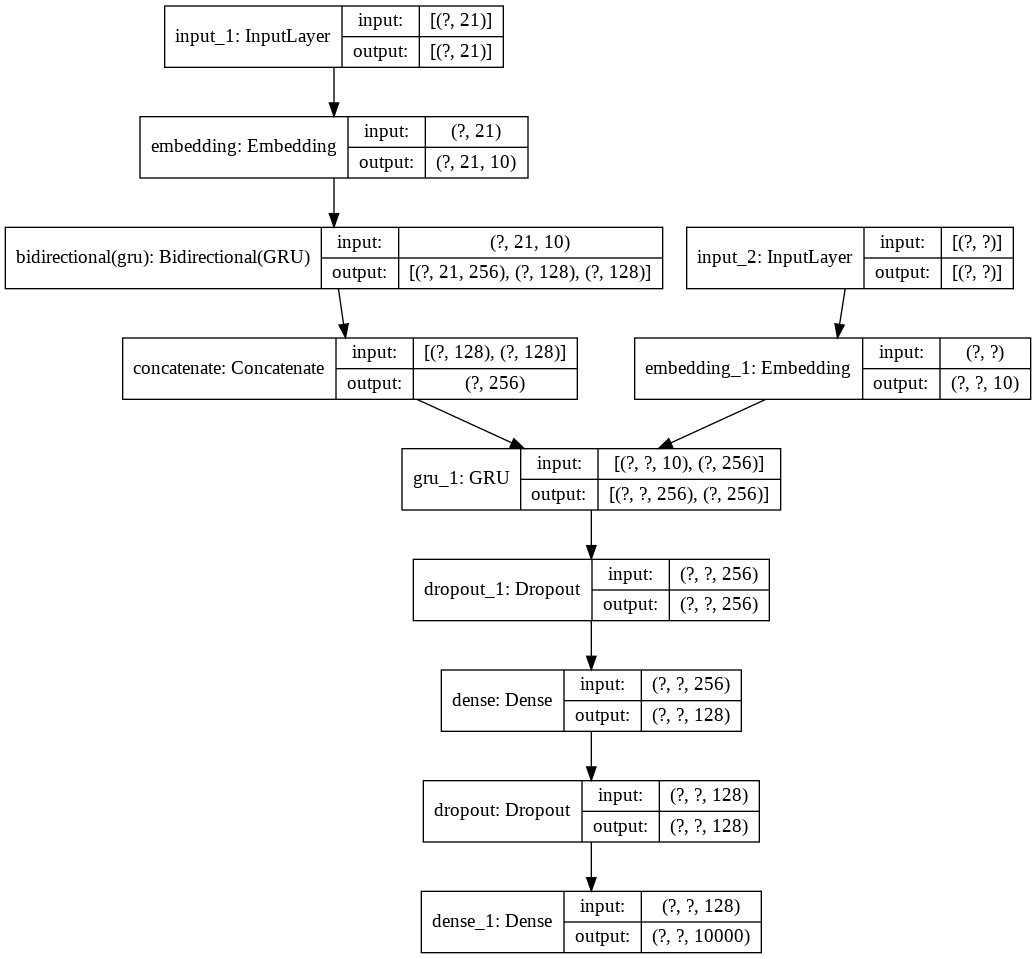 input_1: InputLayer
input: [(?, 21)]
output: [(?, 21)]
embedding: Embedding
input: (?, 21)
output: (?, 21, 10)
bidirectional(gru): Bidirectional(GRU)
input: (?, 21, 10)
output: [(?, 21, 256), (?, 128), (?, 128)]
input_2: InputLayer
input: [(?, ?)]
output: [(?, ?)]
concatenate: Concatenate
input: [(?, 128), (?, 128)]
output: (?, 256)
embedding_1: Embedding
input: (?, ?)
output: (?, ?, 10)
gru_1: GRU
input: [(?, ?, 10), (?, 256)]
output: [(?, ?, 256), (?, 256)]
dropout_1: Dropout
input: (?, ?, 256)
output: (?, ?, 256)
dense: Dense
input: (?, ?, 256)
output: (?, ?, 128)
dropout: Dropout
input: (?, ?, 128)
output: (?, ?, 128)
dense_1: Dense
input: (?, ?, 128)
output: (?, ?, 10000)